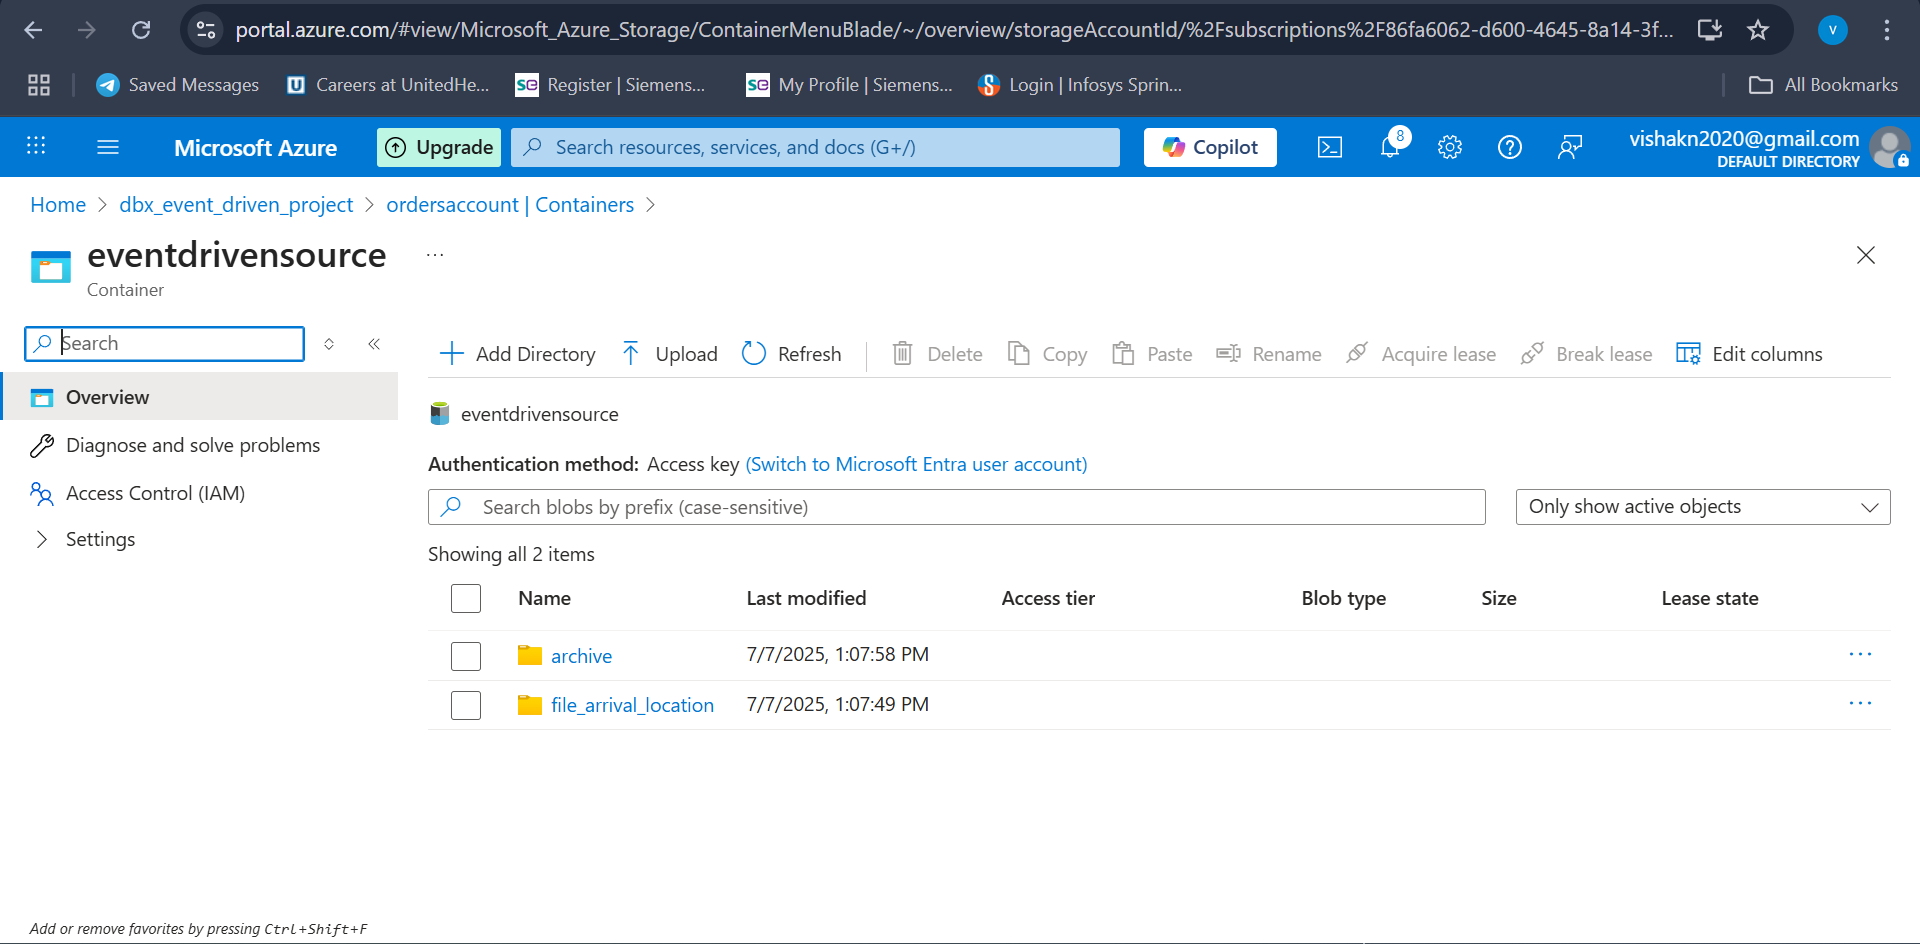 portal.azure.com/#view/Microsoft_Azure_Storage/ContainerMenuBlade/~/overview/storageAccountId/%2Fsubscriptions%2F86fa6062-d600-4645-8a14-3f...
V
Saved Messages
Careers at UnitedHe...
Register | Siemens...
My Profile | Siemens...
Login | Infosys Sprin...
All Bookmarks
Microsoft Azure
Upgrade
Search resources, services, and docs (G+/)
Copilot
8
vishakn2020@gmail.com
DEFAULT DIRECTORY
Home > dbx_event_driven_project > ordersaccount | Containers >
eventdrivensource ...
Container
Search
Overview
Diagnose and solve problems
Access Control (IAM)
Settings
Add Directory Upload Refresh Delete Copy Paste Rename Acquire lease Break lease Edit columns
eventdrivensource
Authentication method: Access key (Switch to Microsoft Entra user account)
Search blobs by prefix (case-sensitive)
Only show active objects
Showing all 2 items
Name Last modified Access tier Blob type Size Lease state
archive 7/7/2025, 1:07:58 PM ...
file_arrival_location 7/7/2025, 1:07:49 PM ...
Add or remove favorites by pressing Ctrl+Shift+F